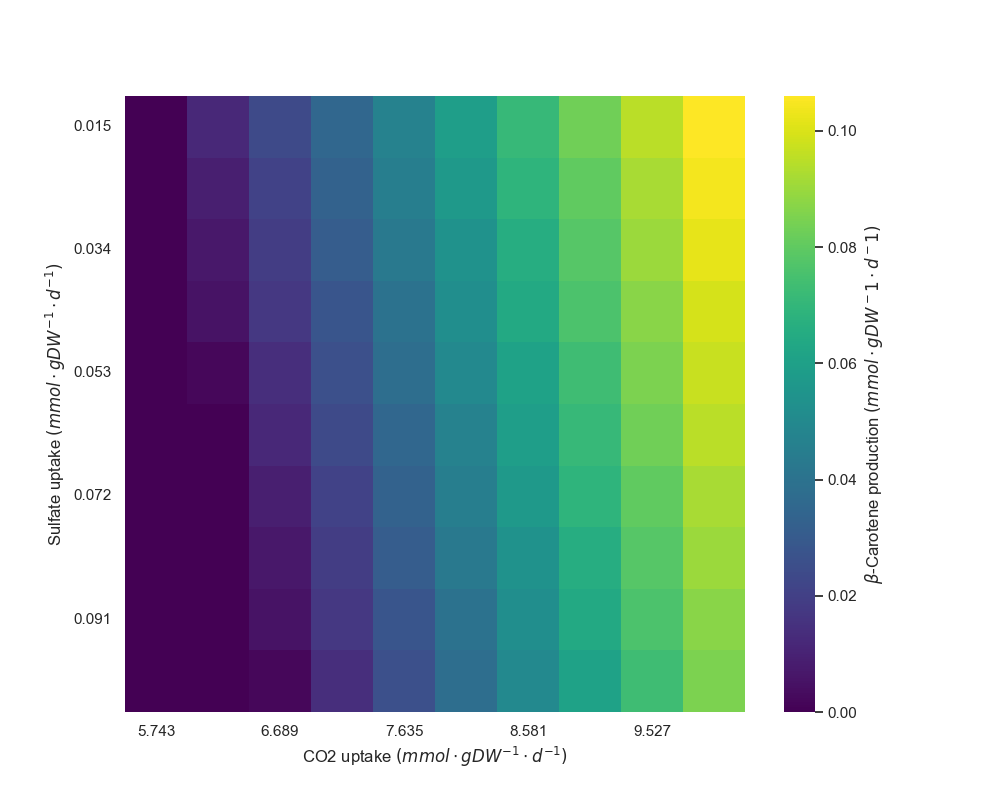 0.015
0.034
0.053
0.072
0.091
Sulfate uptake (mmol · gDW⁻¹ · d⁻¹)
5.743 6.689 7.635 8.581 9.527
CO2 uptake (mmol · gDW⁻¹ · d⁻¹)
0.10
0.08
0.06
0.04
0.02
0.00
β-Carotene production (mmol · gDW⁻1 · d⁻1)